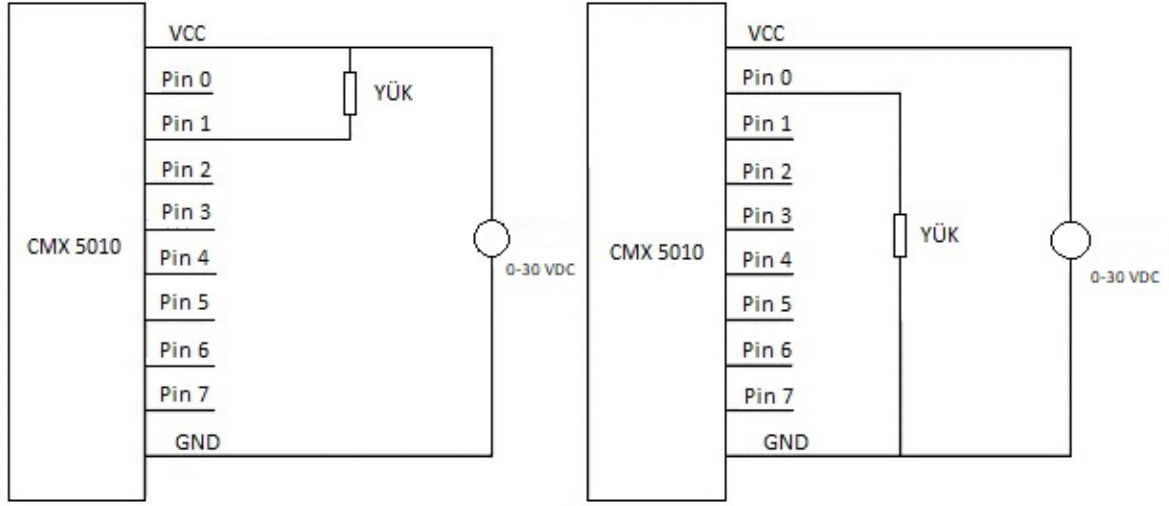 VCC
Pin 0
YÜK
Pin 1
Pin 2
Pin 3
CMX 5010
Pin 4
0-30 VDC
Pin 5
Pin 6
Pin 7
GND
VCC
Pin 0
Pin 1
Pin 2
Pin 3
YÜK
CMX 5010
Pin 4
0-30 VDC
Pin 5
Pin 6
Pin 7
GND